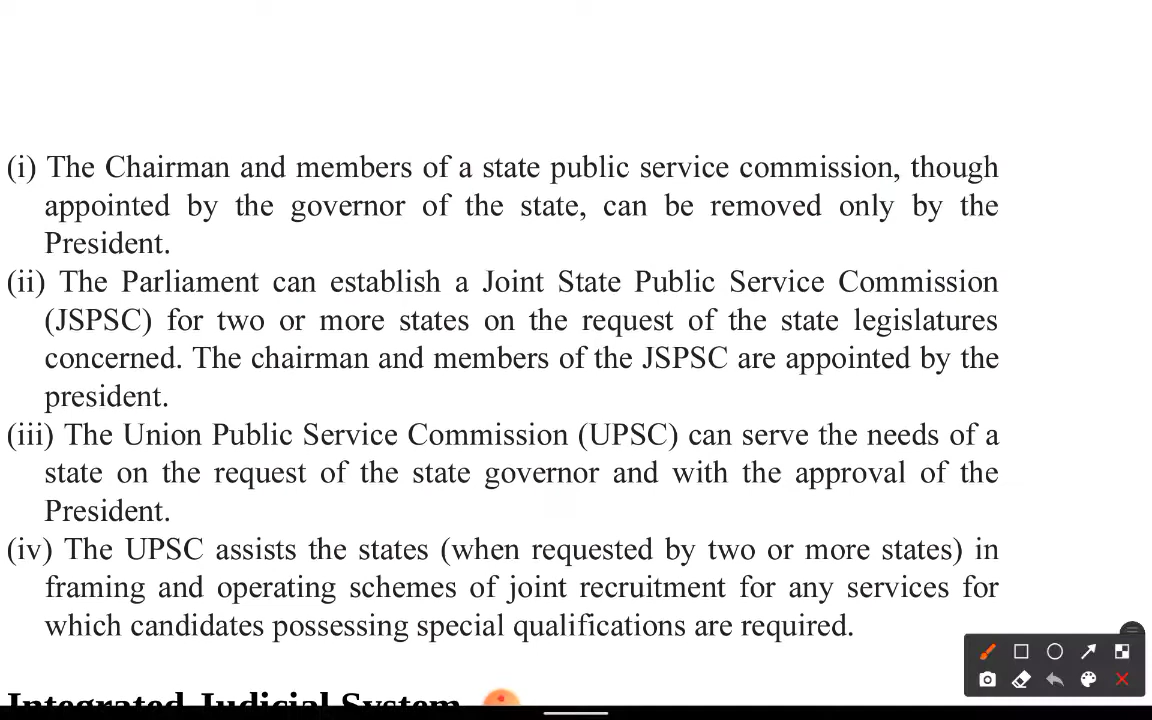 (i) The Chairman and members of a state public service commission, though
appointed by the governor of the state, can be removed only by the
President.
(ii) The Parliament can establish a Joint State Public Service Commission
(JSPSC) for two or more states on the request of the state legislatures
concerned. The chairman and members of the JSPSC are appointed by the
president.
(iii) The Union Public Service Commission (UPSC) can serve the needs of a
state on the request of the state governor and with the approval of the
President.
(iv) The UPSC assists the states (when requested by two or more states) in
framing and operating schemes of joint recruitment for any services for
which candidates possessing special qualifications are required.
Integrated Judicial System